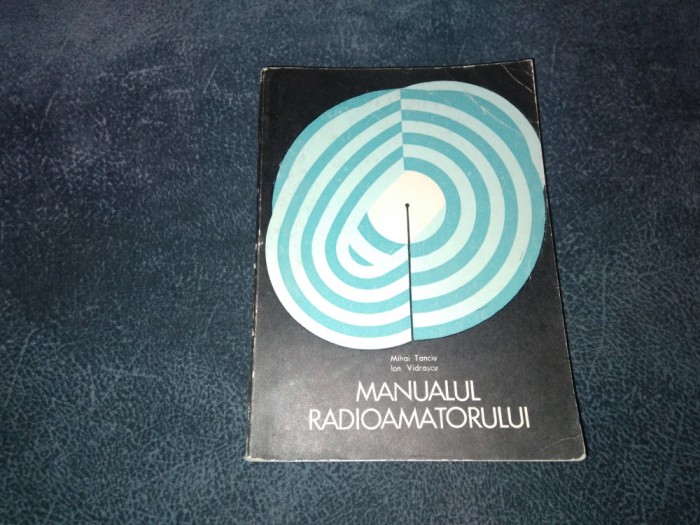 Mihai Tanciu
Ion Vidrașcu
MANUALUL
RADIOAMATORULUI